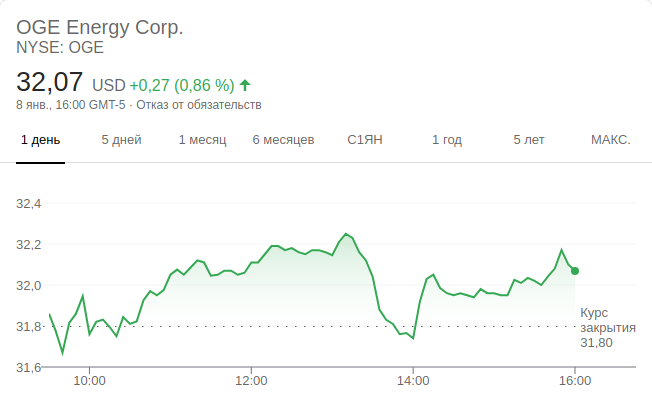 OGE Energy Corp.
NYSE: OGE
32,07 USD +0,27 (0,86 %)
8 янв., 16:00 GMT-5 · Отказ от обязательств
1 день 5 дней 1 месяц 6 месяцев С1ЯН 1 год 5 лет МАКС.
32,4
32,2
32,0
31,8
31,6
Курс
закрытия
31,80
10:00 12:00 14:00 16:00